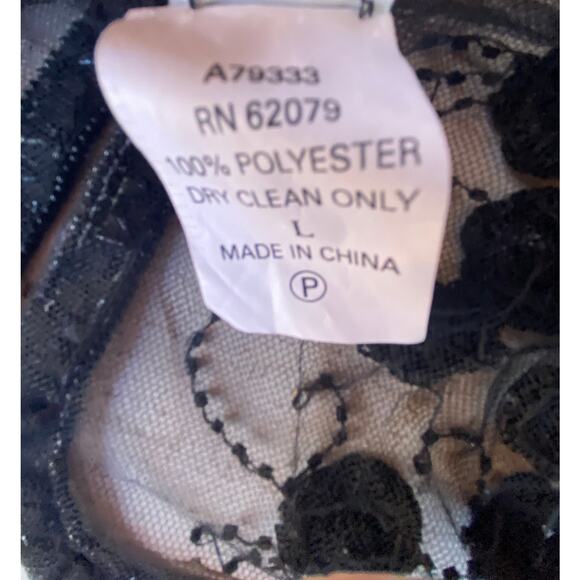 A79333
RN 62079
100% POLYESTER
DRY CLEAN ONLY
L
MADE IN CHINA
P